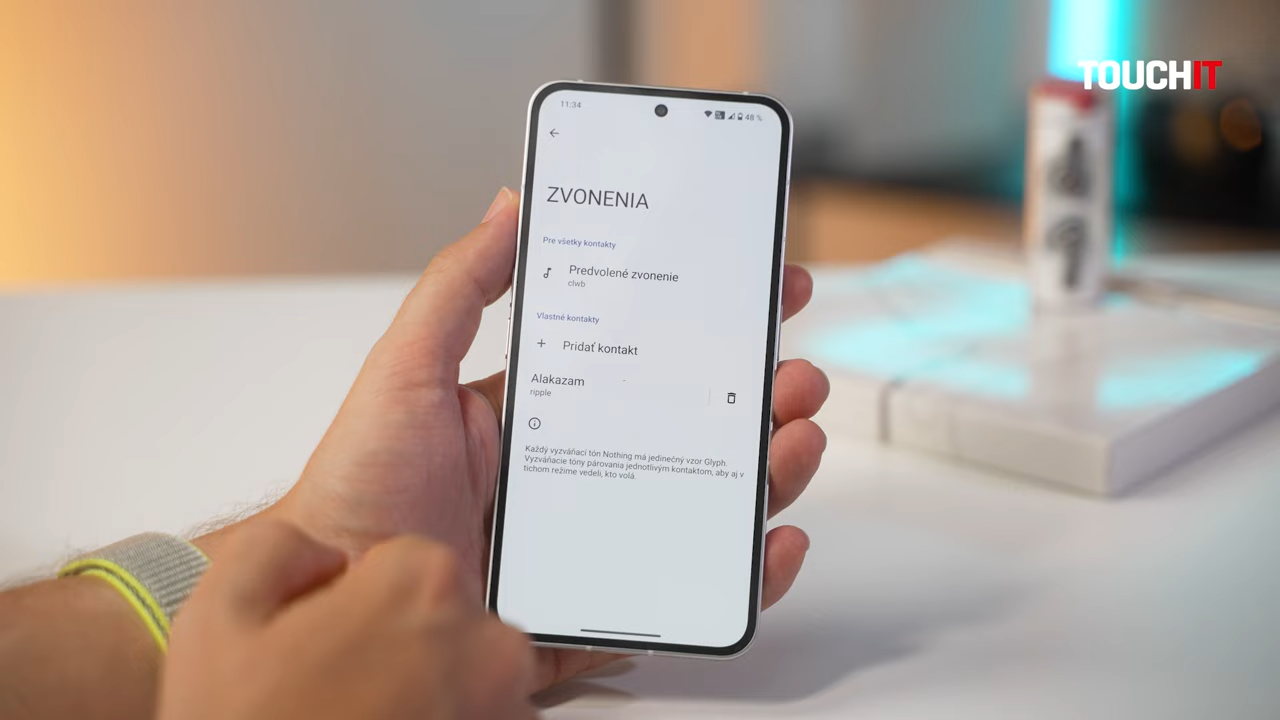 TOUCHIT
11:34
48 %
ZVONENIA
Pre všetky kontakty
Predvolené zvonenie
clwb
Vlastné kontakty
Pridať kontakt
Alakazam
ripple
Každý vyzváňací tón Nothing má jedinečný vzor Glyph.
Vyzváňacie tóny párovania jednotlivým kontaktom, aby aj v
tichom režime vedeli, kto volá.